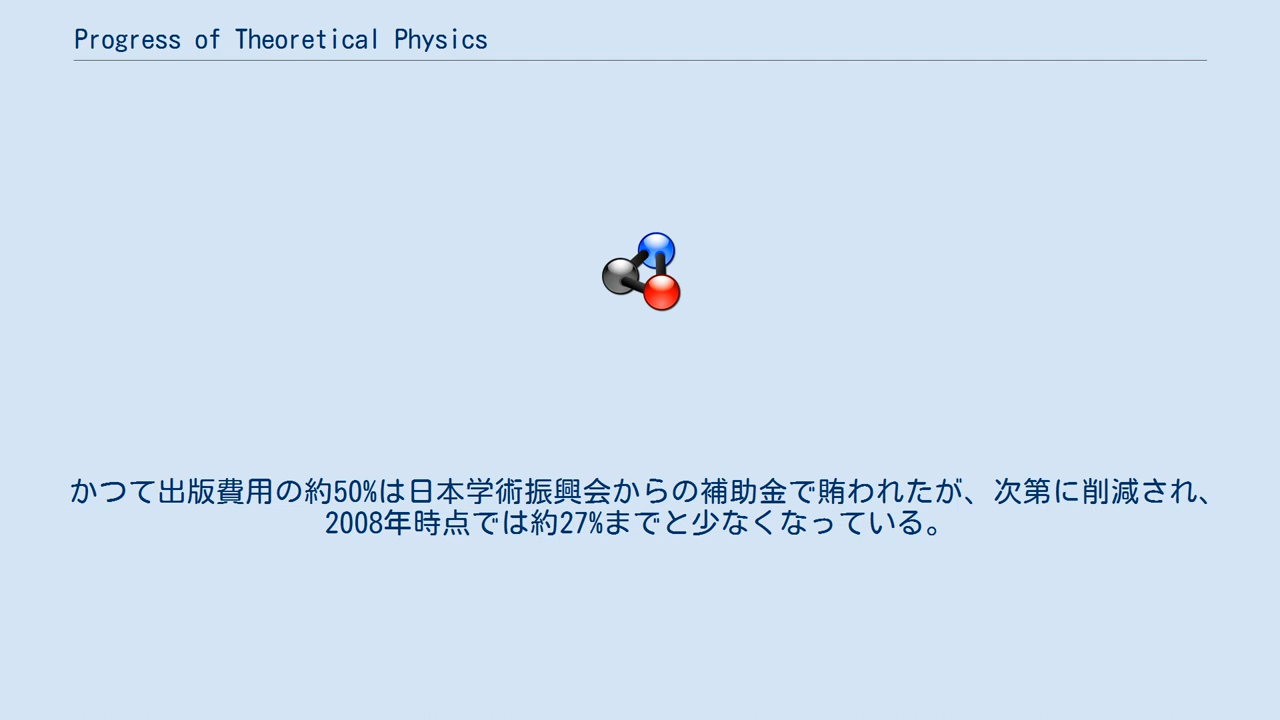 Progress of Theoretical Physics
かつて出版費用の約50%は日本学術振興会からの補助金で賄われたが、次第に削減され、
2008年時点では約27%までと少なくなっている。